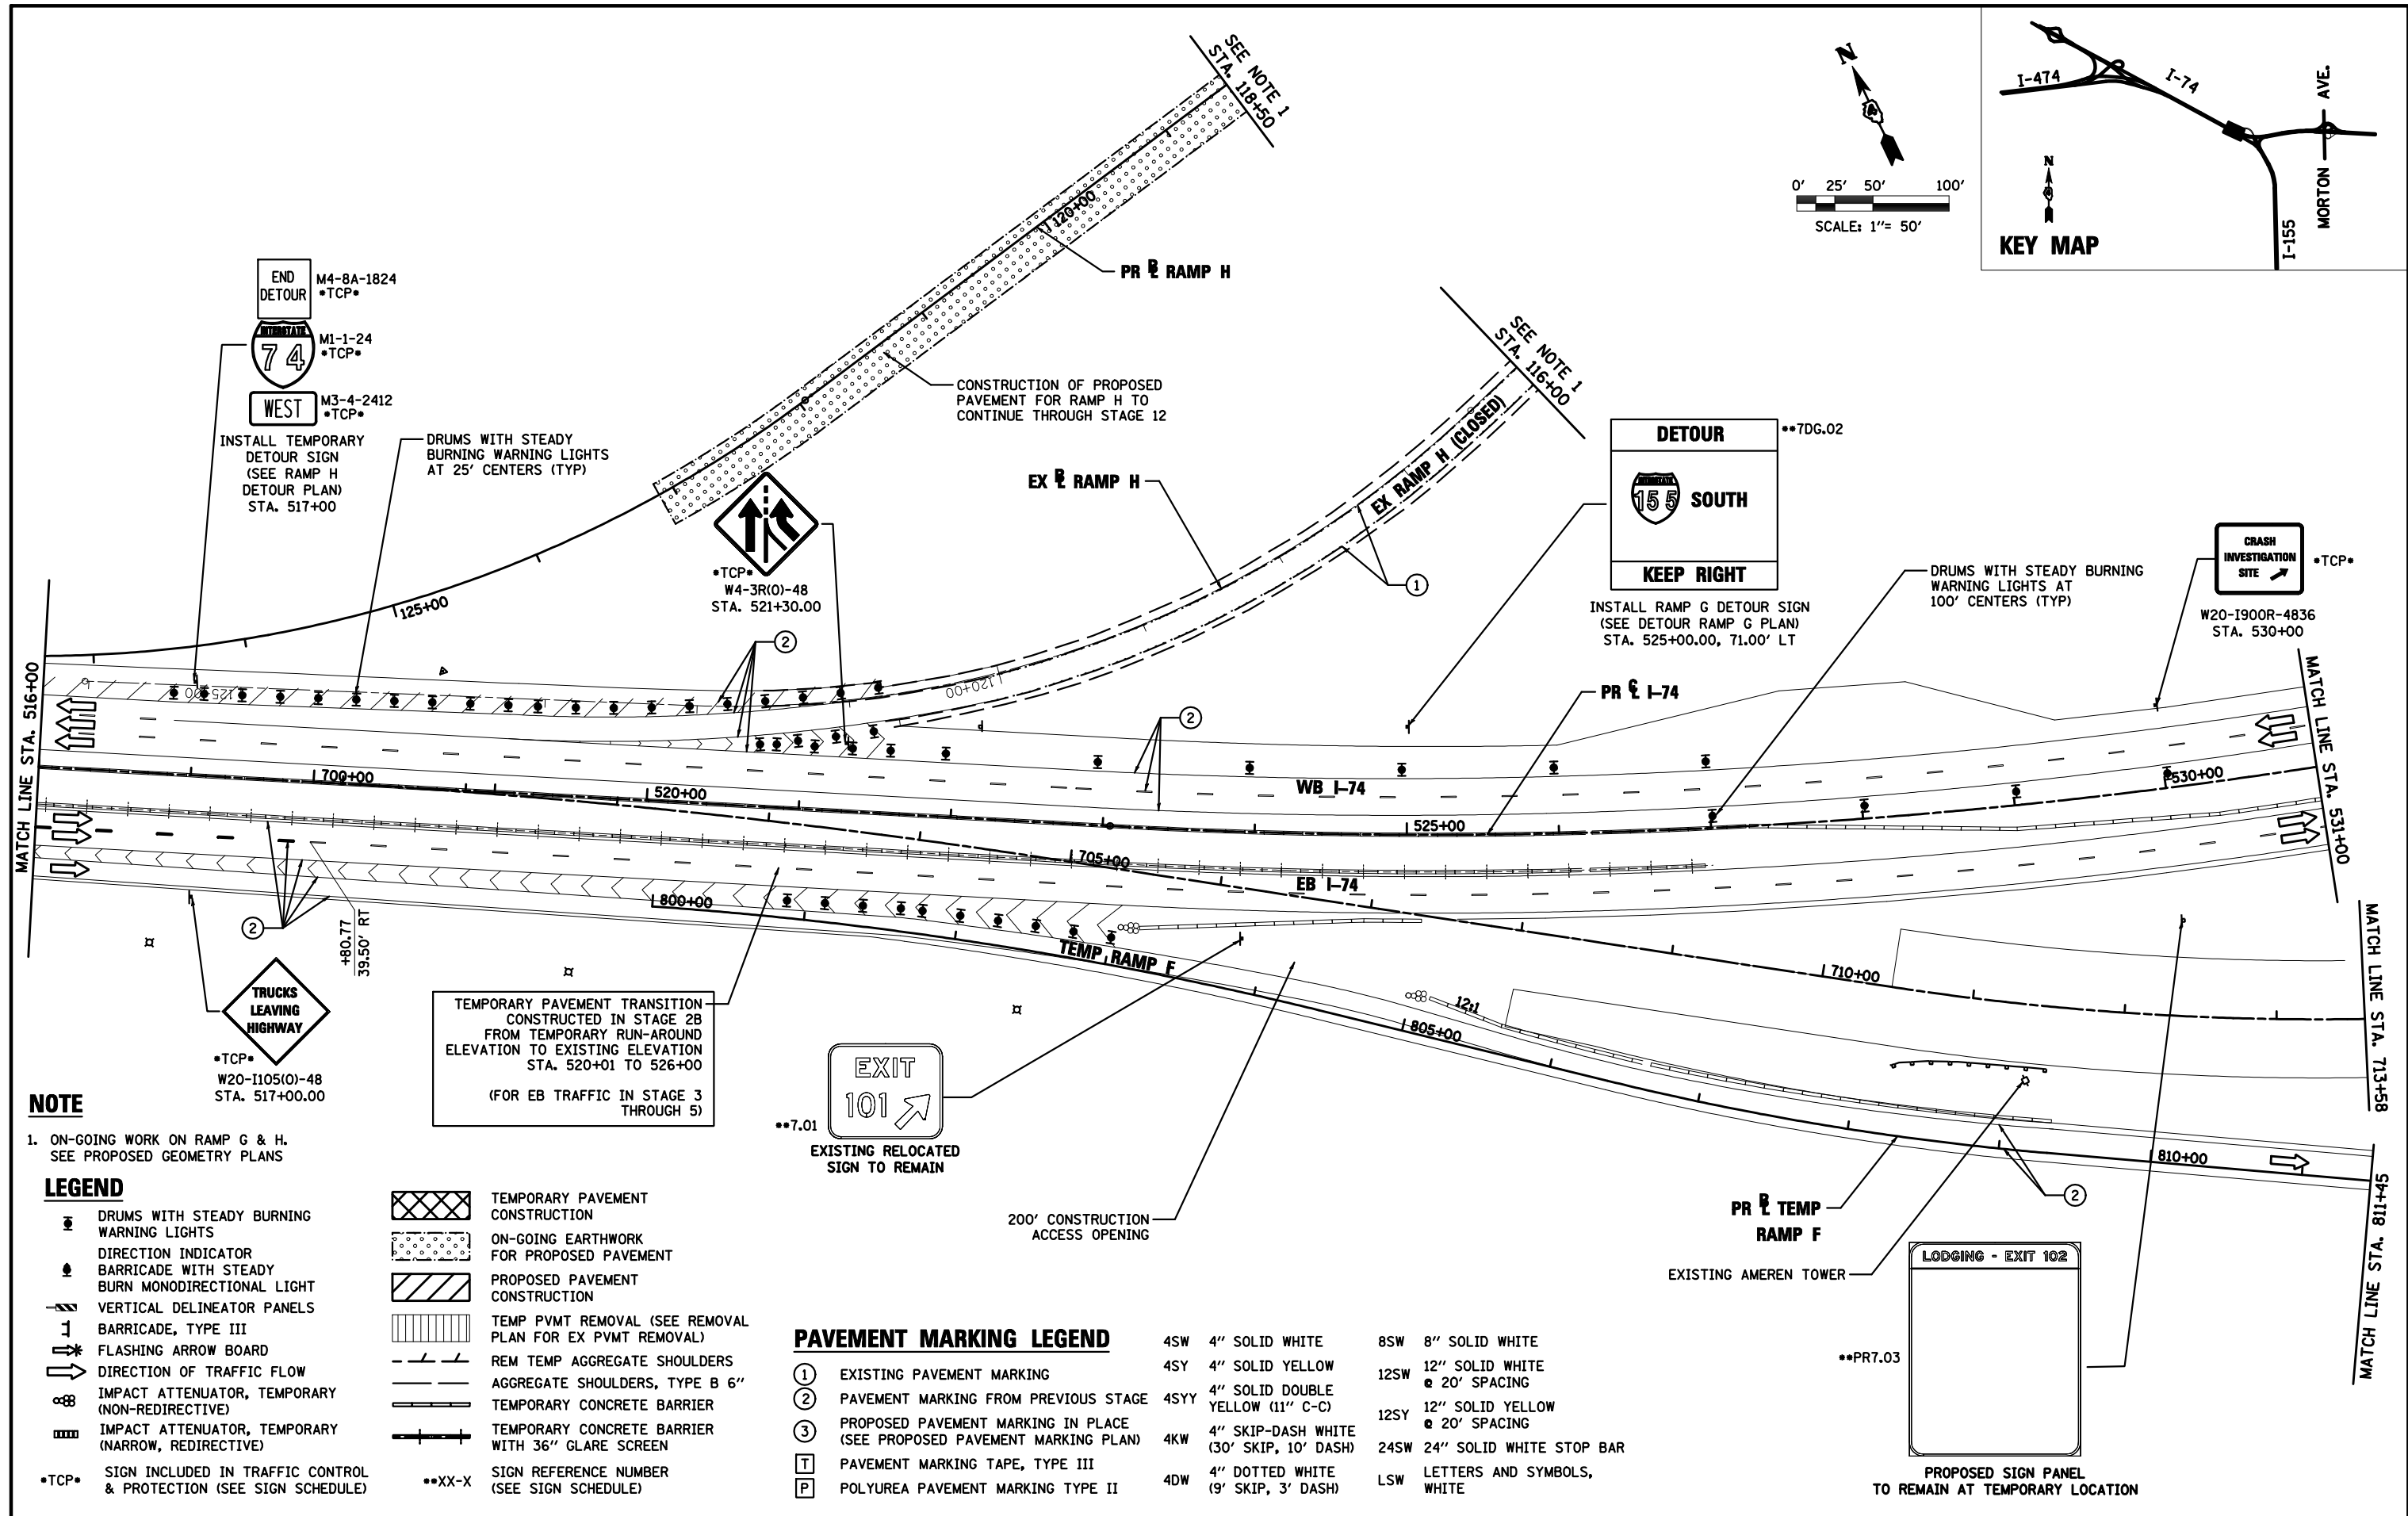 SEE NOTE 1
STA. 118+50
N
0' 25' 50' 100'
SCALE: 1"= 50'
I-474
I-74
MORTON AVE.
I-155
N
KEY MAP
120+00
PR ⅊ RAMP H
END
DETOUR
M4-8A-1824
*TCP*
INTERSTATE
74
M1-1-24
*TCP*
WEST
M3-4-2412
*TCP*
INSTALL TEMPORARY
DETOUR SIGN
(SEE RAMP H
DETOUR PLAN)
STA. 517+00
DRUMS WITH STEADY
BURNING WARNING LIGHTS
AT 25' CENTERS (TYP)
CONSTRUCTION OF PROPOSED
PAVEMENT FOR RAMP H TO
CONTINUE THROUGH STAGE 12
SEE NOTE 1
STA. 116+00
EX ⅊ RAMP H
EX RAMP H (CLOSED)
1
*TCP*
W4-3R(O)-48
STA. 521+30.00
DETOUR
INTERSTATE
155 SOUTH
KEEP RIGHT
**7DG.02
INSTALL RAMP G DETOUR SIGN
(SEE DETOUR RAMP G PLAN)
STA. 525+00.00, 71.00' LT
DRUMS WITH STEADY BURNING
WARNING LIGHTS AT
100' CENTERS (TYP)
CRASH
INVESTIGATION
SITE
*TCP*
W20-I900R-4836
STA. 530+00
125+00
2
125+00
120+00
2
PR ℄ I-74
MATCH LINE STA. 516+00
MATCH LINE STA. 531+00
700+00
520+00
WB I-74
525+00
530+00
705+00
EB I-74
800+00
2
+80.77
39.50' RT
TEMP RAMP F
710+00
MATCH LINE STA. 713+58
12:1
805+00
810+00
2
MATCH LINE STA. 811+45
TRUCKS
LEAVING
HIGHWAY
*TCP*
W20-I105(O)-48
STA. 517+00.00
TEMPORARY PAVEMENT TRANSITION
CONSTRUCTED IN STAGE 2B
FROM TEMPORARY RUN-AROUND
ELEVATION TO EXISTING ELEVATION
STA. 520+01 TO 526+00
(FOR EB TRAFFIC IN STAGE 3
THROUGH 5)
EXIT
101
**7.01
EXISTING RELOCATED
SIGN TO REMAIN
200' CONSTRUCTION
ACCESS OPENING
PR ⅊ TEMP
RAMP F
EXISTING AMEREN TOWER
LODGING - EXIT 102
**PR7.03
PROPOSED SIGN PANEL
TO REMAIN AT TEMPORARY LOCATION
NOTE
1. ON-GOING WORK ON RAMP G & H.
SEE PROPOSED GEOMETRY PLANS
LEGEND
DRUMS WITH STEADY BURNING
WARNING LIGHTS
DIRECTION INDICATOR
BARRICADE WITH STEADY
BURN MONODIRECTIONAL LIGHT
VERTICAL DELINEATOR PANELS
BARRICADE, TYPE III
FLASHING ARROW BOARD
DIRECTION OF TRAFFIC FLOW
IMPACT ATTENUATOR, TEMPORARY
(NON-REDIRECTIVE)
IMPACT ATTENUATOR, TEMPORARY
(NARROW, REDIRECTIVE)
*TCP* SIGN INCLUDED IN TRAFFIC CONTROL
& PROTECTION (SEE SIGN SCHEDULE)
TEMPORARY PAVEMENT
CONSTRUCTION
ON-GOING EARTHWORK
FOR PROPOSED PAVEMENT
PROPOSED PAVEMENT
CONSTRUCTION
TEMP PVMT REMOVAL (SEE REMOVAL
PLAN FOR EX PVMT REMOVAL)
REM TEMP AGGREGATE SHOULDERS
AGGREGATE SHOULDERS, TYPE B 6"
TEMPORARY CONCRETE BARRIER
TEMPORARY CONCRETE BARRIER
WITH 36" GLARE SCREEN
**XX-X SIGN REFERENCE NUMBER
(SEE SIGN SCHEDULE)
PAVEMENT MARKING LEGEND
1 EXISTING PAVEMENT MARKING
2 PAVEMENT MARKING FROM PREVIOUS STAGE
3 PROPOSED PAVEMENT MARKING IN PLACE
(SEE PROPOSED PAVEMENT MARKING PLAN)
T PAVEMENT MARKING TAPE, TYPE III
P POLYUREA PAVEMENT MARKING TYPE II
4SW 4" SOLID WHITE
4SY 4" SOLID YELLOW
4SYY 4" SOLID DOUBLE
YELLOW (11" C-C)
4KW 4" SKIP-DASH WHITE
(30' SKIP, 10' DASH)
4DW 4" DOTTED WHITE
(9' SKIP, 3' DASH)
8SW 8" SOLID WHITE
12SW 12" SOLID WHITE
@ 20' SPACING
12SY 12" SOLID YELLOW
@ 20' SPACING
24SW 24" SOLID WHITE STOP BAR
LSW LETTERS AND SYMBOLS,
WHITE